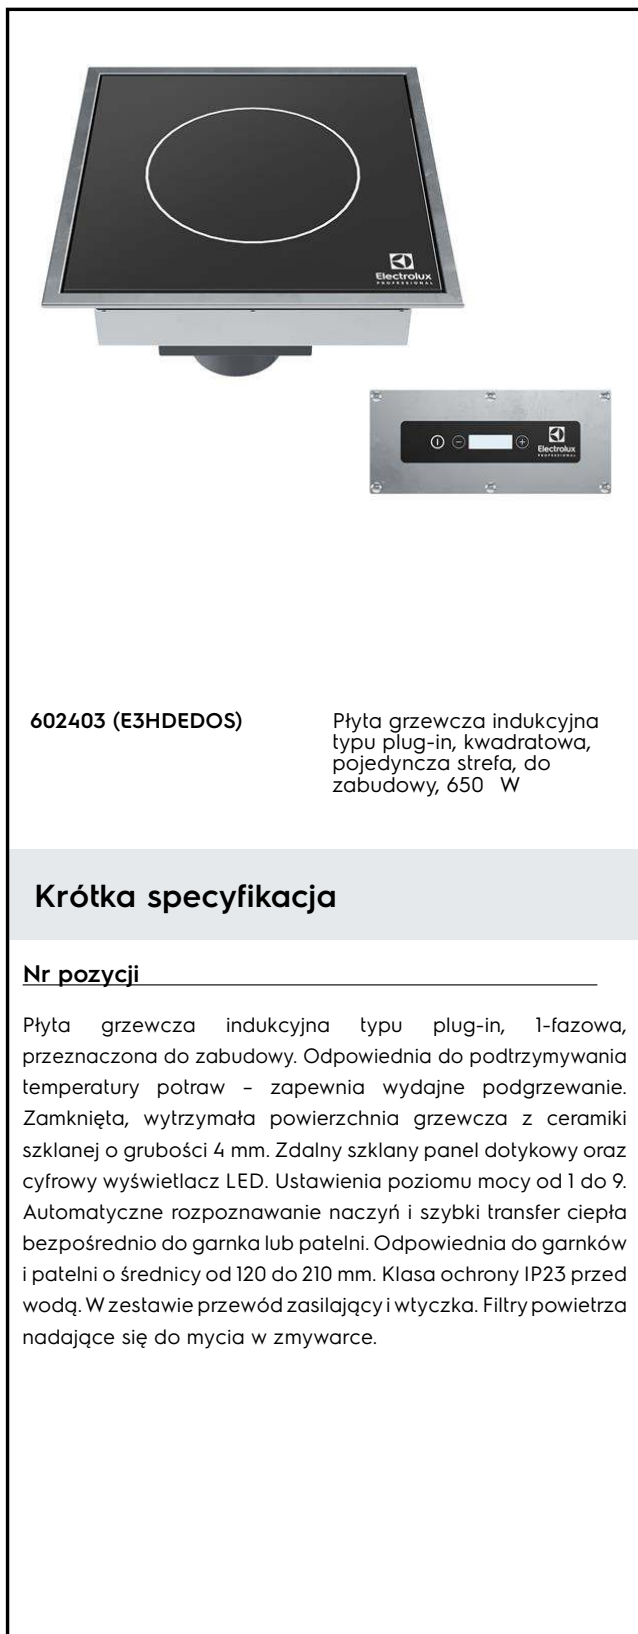 Electrolux
PROFESSIONAL
Electrolux
PROFESSIONAL
602403 (E3HDEDOS)
Płyta grzewcza indukcyjna
typu plug-in, kwadratowa,
pojedyncza strefa, do
zabudowy, 650 W
Krótka specyfikacja
Nr pozycji
Płyta grzewcza indukcyjna typu plug-in, 1-fazowa,
przeznaczona do zabudowy. Odpowiednia do podtrzymywania
temperatury potraw – zapewnia wydajne podgrzewanie.
Zamknięta, wytrzymała powierzchnia grzewcza z ceramiki
szklanej o grubości 4 mm. Zdalny szklany panel dotykowy oraz
cyfrowy wyświetlacz LED. Ustawienia poziomu mocy od 1 do 9.
Automatyczne rozpoznawanie naczyń i szybki transfer ciepła
bezpośrednio do garnka lub patelni. Odpowiednia do garnków
i patelni o średnicy od 120 do 210 mm. Klasa ochrony IP23 przed
wodą. W zestawie przewód zasilający i wtyczka. Filtry powietrza
nadające się do mycia w zmywarce.